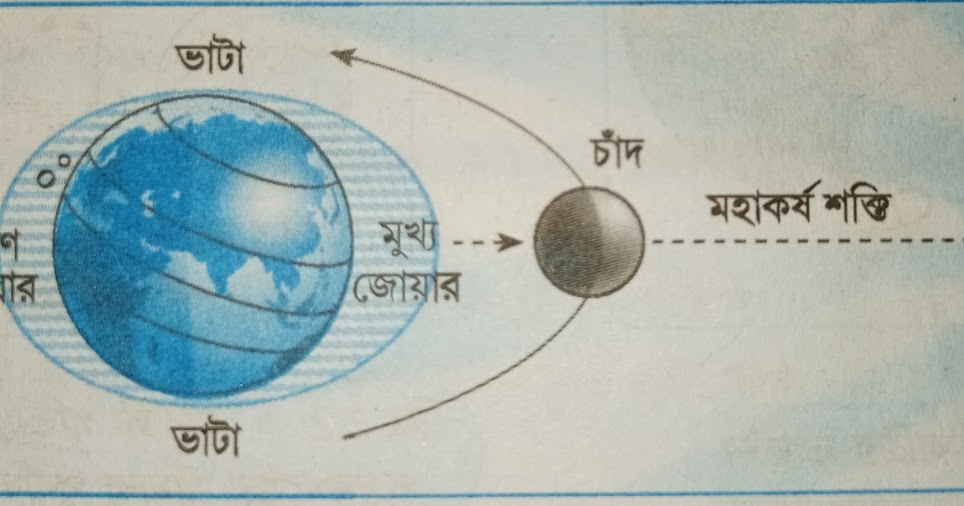 ভাটা
চাঁদ
মহাকর্ষ শক্তি
মুখ্য
জোয়ার
ভাটা